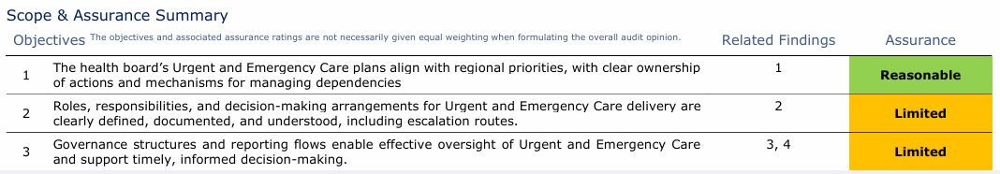 Scope & Assurance Summary
Objectives The objectives and associated assurance ratings are not necessarily given equal weighting when formulating the overall audit opinion. Related Findings Assurance
1 The health board’s Urgent and Emergency Care plans align with regional priorities, with clear ownership 1 Reasonable
of actions and mechanisms for managing dependencies
2 Roles, responsibilities, and decision-making arrangements for Urgent and Emergency Care delivery are 2 Limited
clearly defined, documented, and understood, including escalation routes.
3 Governance structures and reporting flows enable effective oversight of Urgent and Emergency Care 3, 4 Limited
and support timely, informed decision-making.